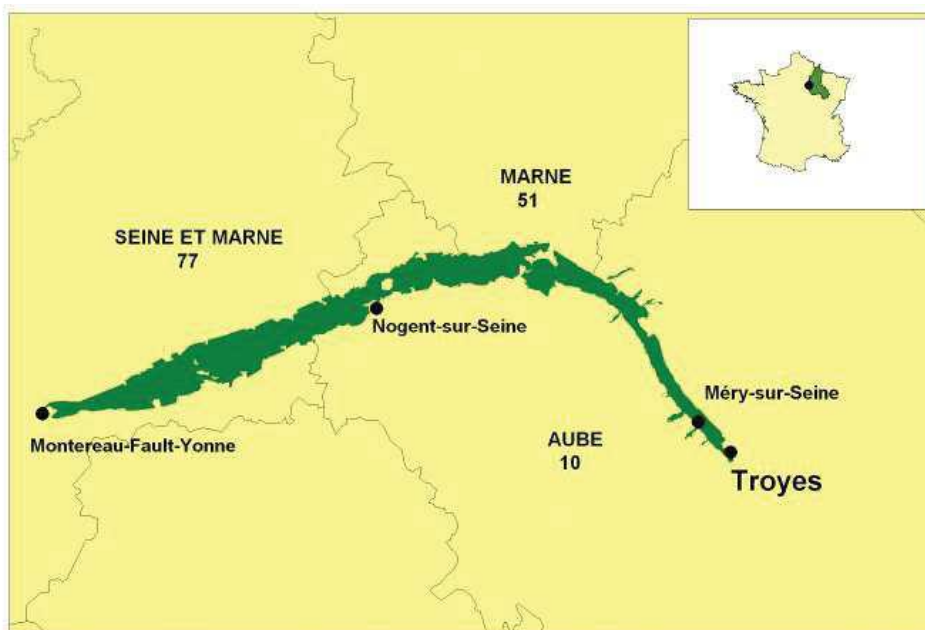 MARNE
51
SEINE ET MARNE
77
Nogent-sur-Seine
Méry-sur-Seine
Montereau-Fault-Yonne
AUBE
10
Troyes